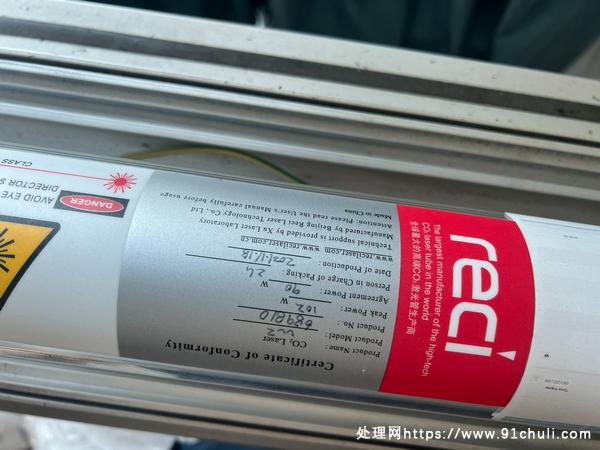 reci
The largest manufacturer of the high-tech
CO₂ laser tube in the world
全球最大的高端CO₂激光管生产商
Certificate of Conformity
Product Name: CO₂ Laser
Product Model: W2
Product No.:
Peak Power: 102 W
Agreement Power: 90 W
Person in Charge of Packing: 24
Date of Production: 2021.11.18
www.recilaser.com www.recilaser.com.cn
Technical support is provided by Xu Laser Laboratory
Manufactured by Beijing Reci Laser Technology Co., Ltd
Attention: Please read the User's Manual carefully before usage
Made in China
DANGER
AVOID EYE
DIRECTOR S
CLASS
处理网https://www.91chuli.com/